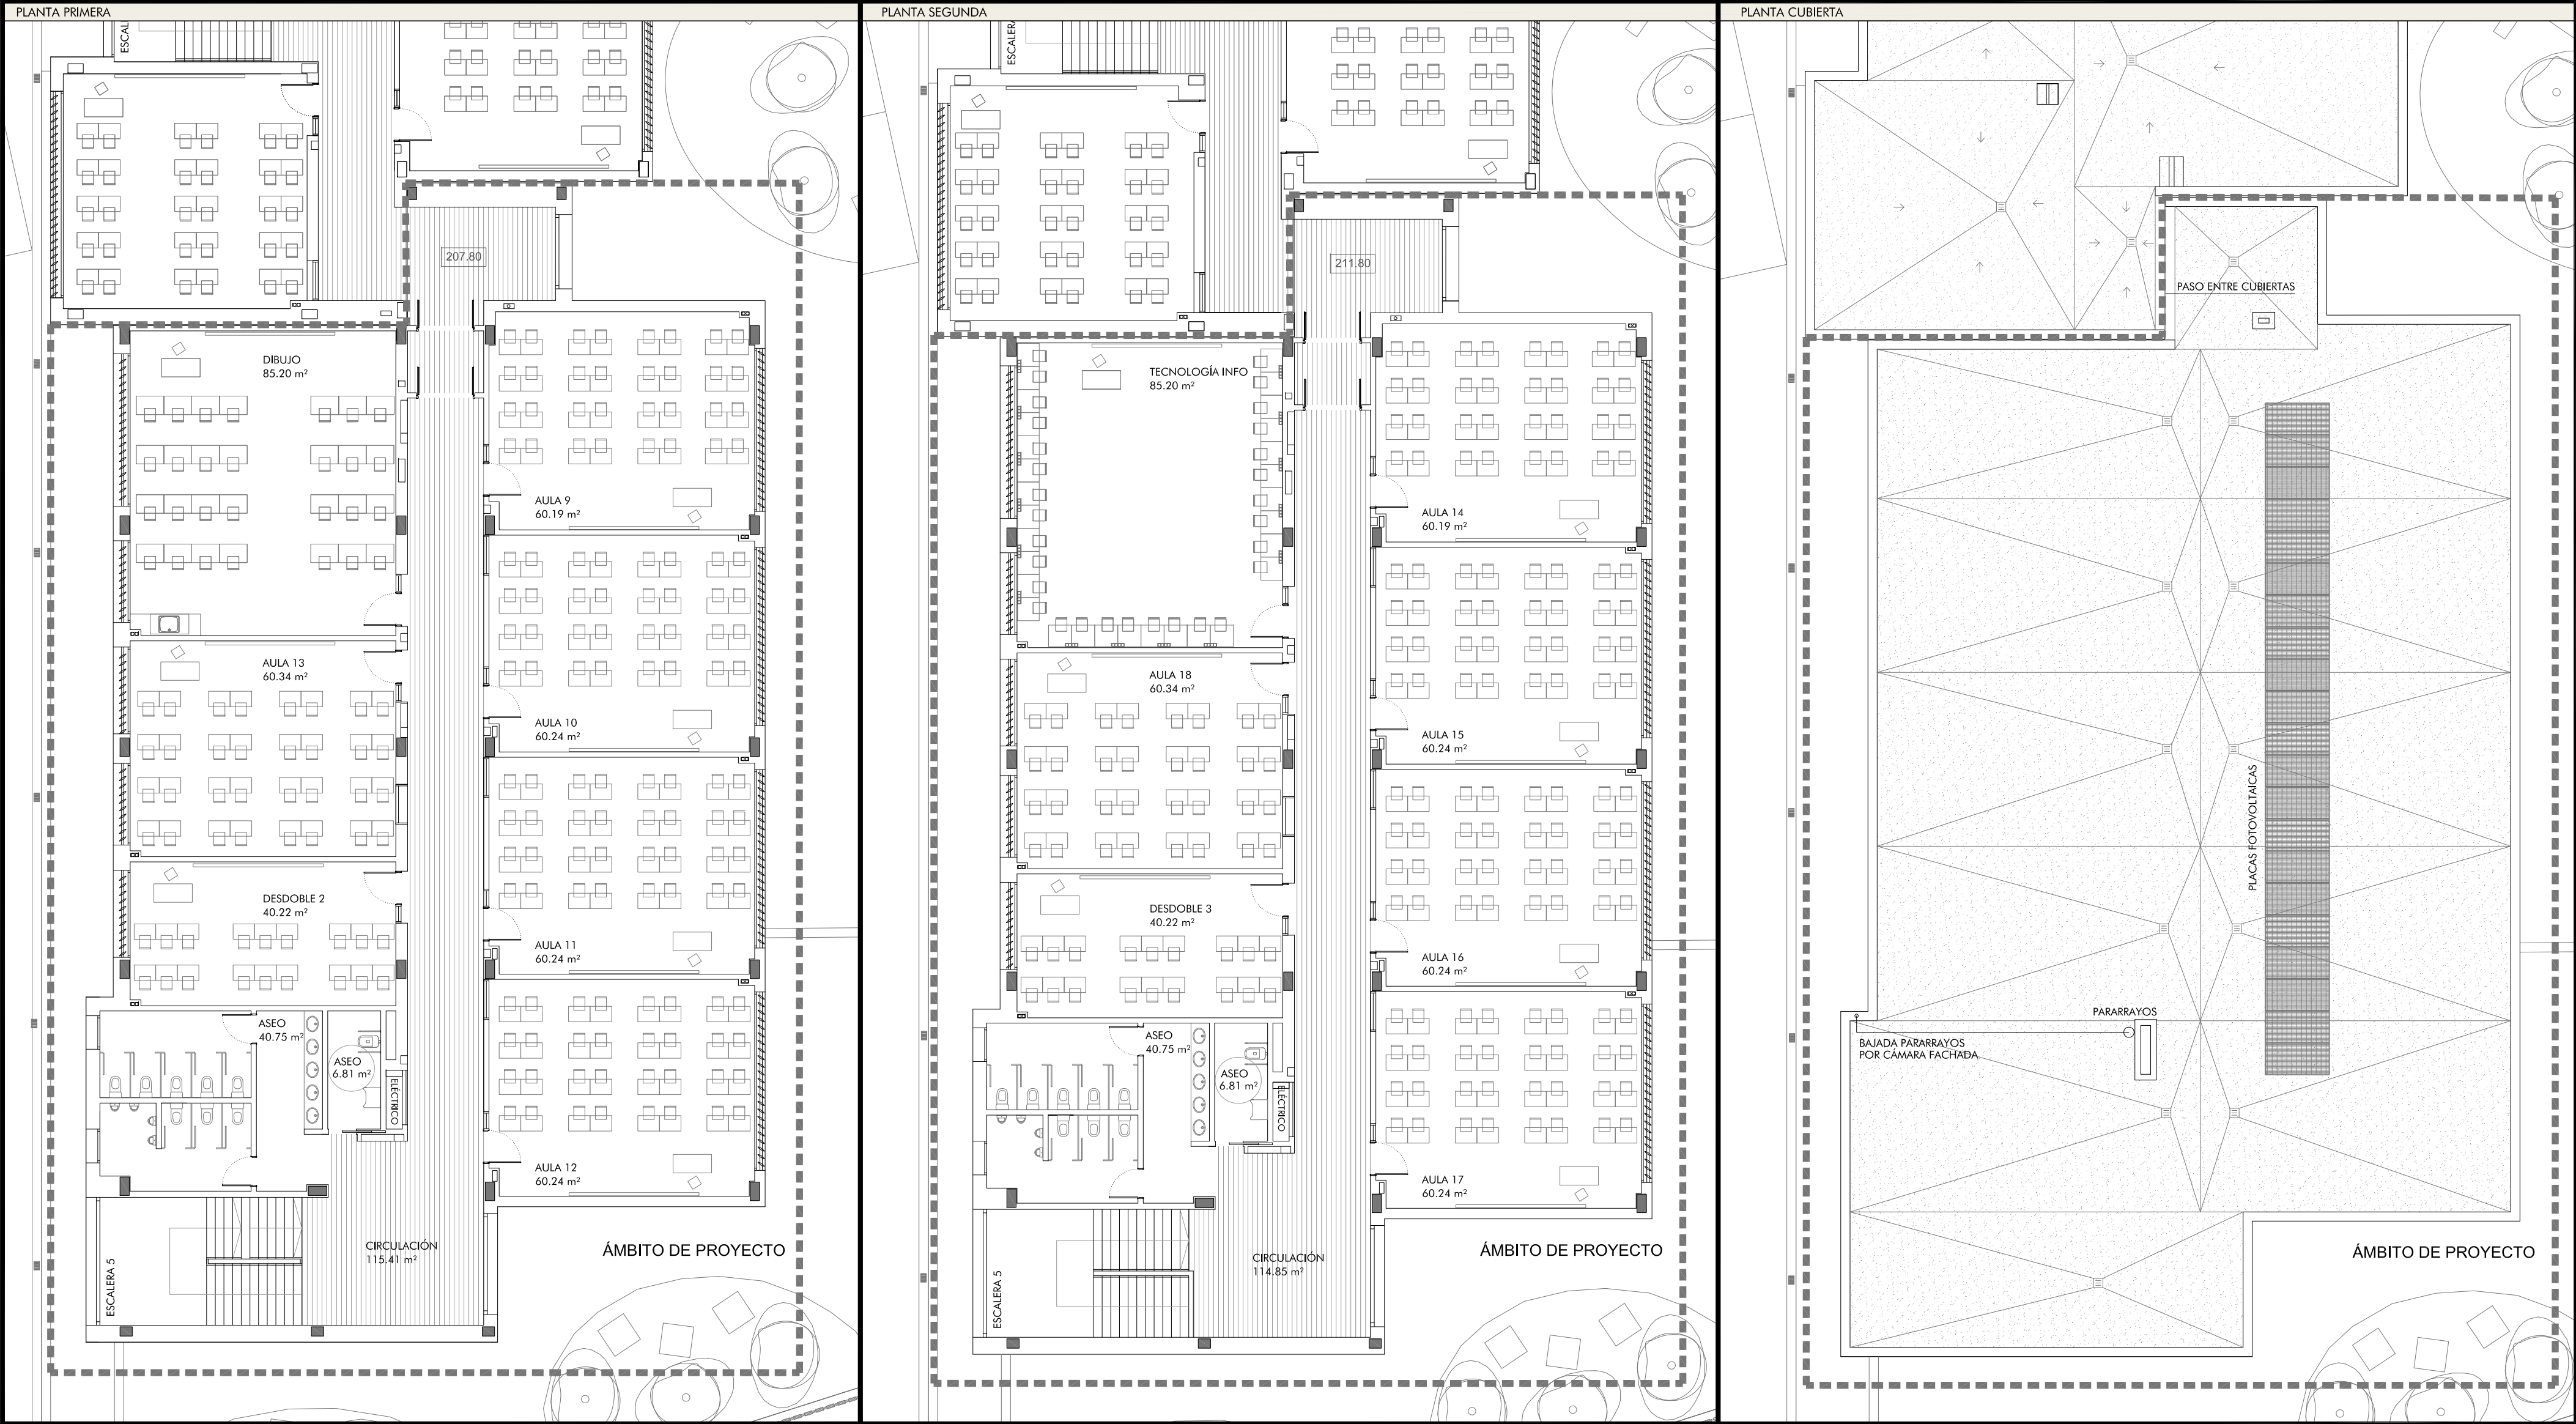 PLANTA PRIMERA
ESCAL
207.80
DIBUJO
85.20 m²
AULA 9
60.19 m²
AULA 13
60.34 m²
AULA 10
60.24 m²
DESDOBLE 2
40.22 m²
AULA 11
60.24 m²
ASEO
40.75 m²
ASEO
6.81 m²
ELÉCTRICO
AULA 12
60.24 m²
CIRCULACIÓN
115.41 m²
ESCALERA 5
ÁMBITO DE PROYECTO
PLANTA SEGUNDA
ESCALER
211.80
TECNOLOGÍA INFO
85.20 m²
AULA 14
60.19 m²
AULA 18
60.34 m²
AULA 15
60.24 m²
DESDOBLE 3
40.22 m²
AULA 16
60.24 m²
ASEO
40.75 m²
ASEO
6.81 m²
ELÉCTRICO
AULA 17
60.24 m²
CIRCULACIÓN
114.85 m²
ESCALERA 5
ÁMBITO DE PROYECTO
PLANTA CUBIERTA
PASO ENTRE CUBIERTAS
PLACAS FOTOVOLTAICAS
PARARRAYOS
BAJADA PARARRAYOS
POR CÁMARA FACHADA
ÁMBITO DE PROYECTO